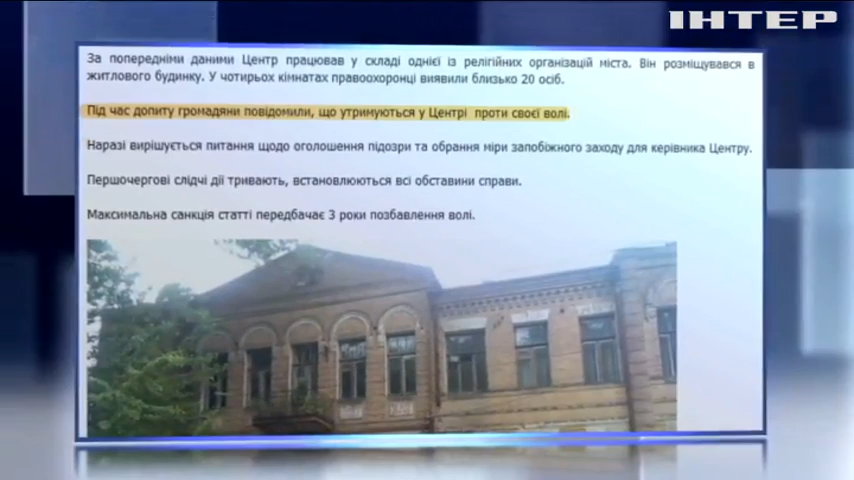 ІНТЕР
За попередніми даними Центр працював у складі однієї із релігійних організацій міста. Він розміщувався в
житлового будинку. У чотирьох кімнатах правоохоронці виявили близько 20 осіб.
Під час допиту громадяни повідомили, що утримуються у Центрі проти своєї волі.
Наразі вирішується питання щодо оголошення підозри та обрання міри запобіжного заходу для керівника Центру.
Першочергові слідчі дії тривають, встановлюються всі обставини справи.
Максимальна санкція статті передбачає 3 роки позбавлення волі.